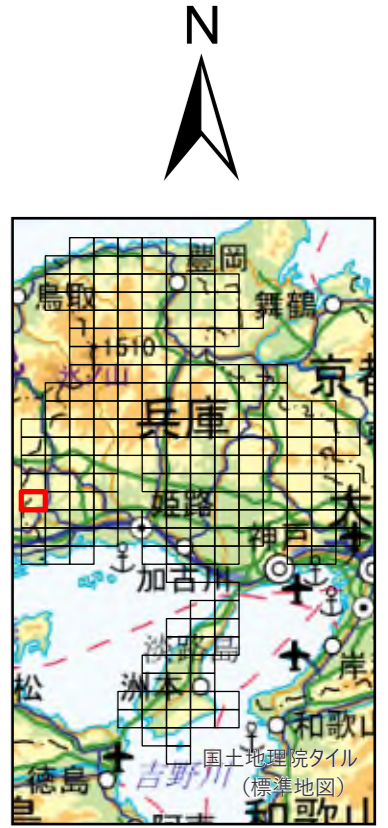 N
豊岡
鳥取
舞鶴
1510
氷ノ山
京都
兵庫
姫路
大
神戸
加古川
淡路島
岸
松
洲本
和歌山
国土地理院タイル
徳島
吉野川
(標準地図)
和歌山
阿南